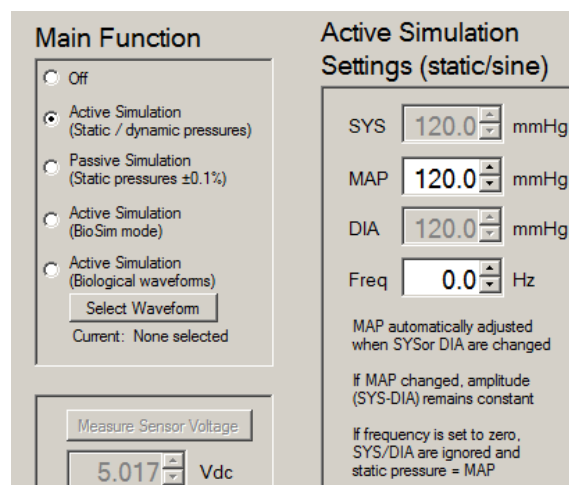 Main Function
Off
Active Simulation
(Static / dynamic pressures)
Passive Simulation
(Static pressures ±0.1%)
Active Simulation
(BioSim mode)
Active Simulation
(Biological waveforms)
Select Waveform
Current: None selected
Measure Sensor Voltage
5.017 Vdc
Active Simulation
Settings (static/sine)
SYS 120.0 mmHg
MAP 120.0 mmHg
DIA 120.0 mmHg
Freq 0.0 Hz
MAP automatically adjusted
when SYSor DIA are changed
If MAP changed, amplitude
(SYS-DIA) remains constant
If frequency is set to zero,
SYS/DIA are ignored and
static pressure = MAP